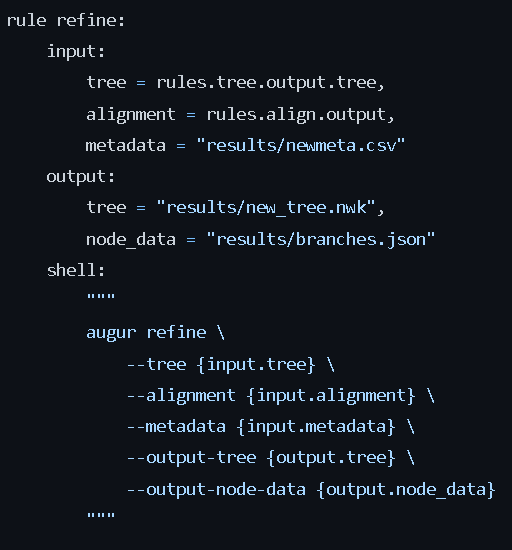 rule refine:
    input:
        tree = rules.tree.output.tree,
        alignment = rules.align.output,
        metadata = "results/newmeta.csv"
    output:
        tree = "results/new_tree.nwk",
        node_data = "results/branches.json"
    shell:
        """
        augur refine \
            --tree {input.tree} \
            --alignment {input.alignment} \
            --metadata {input.metadata} \
            --output-tree {output.tree} \
            --output-node-data {output.node_data}
        """